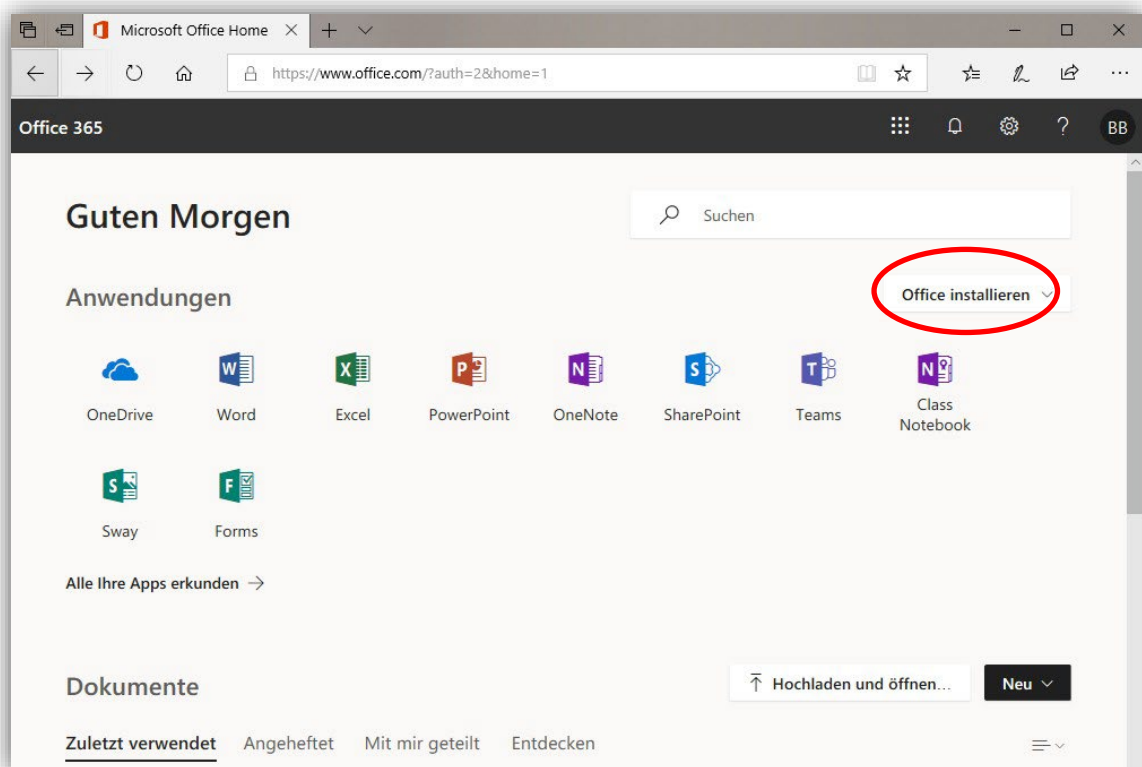 Microsoft Office Home
https://www.office.com/?auth=2&home=1
Office 365
? BB
Guten Morgen
Suchen
Anwendungen
Office installieren
OneDrive
Word
Excel
PowerPoint
OneNote
SharePoint
Teams
Class
Notebook
Sway
Forms
Alle Ihre Apps erkunden →
Dokumente
Hochladen und öffnen...
Neu
Zuletzt verwendet Angeheftet Mit mir geteilt Entdecken